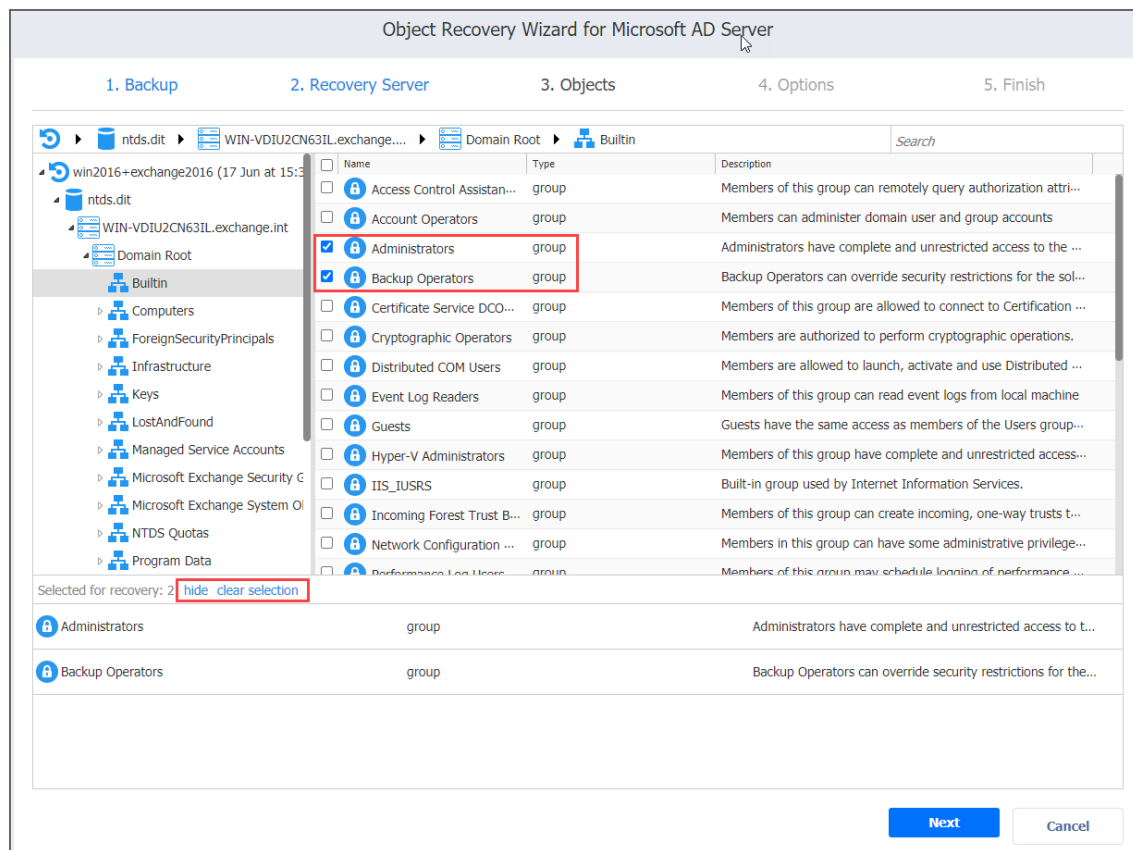 Object Recovery Wizard for Microsoft AD Server
1. Backup 2. Recovery Server 3. Objects 4. Options 5. Finish
ntds.dit WIN-VDIU2CN63IL.exchange.... Domain Root Builtin Search
win2016+exchange2016 (17 Jun at 15:3
ntds.dit
WIN-VDIU2CN63IL.exchange.int
Domain Root
Builtin
Computers
ForeignSecurityPrincipals
Infrastructure
Keys
LostAndFound
Managed Service Accounts
Microsoft Exchange Security G
Microsoft Exchange System Ol
NTDS Quotas
Program Data
Name Type Description
Access Control Assistan... group Members of this group can remotely query authorization attri...
Account Operators group Members can administer domain user and group accounts
Administrators group Administrators have complete and unrestricted access to the ...
Backup Operators group Backup Operators can override security restrictions for the sol...
Certificate Service DCO... group Members of this group are allowed to connect to Certification ...
Cryptographic Operators group Members are authorized to perform cryptographic operations.
Distributed COM Users group Members are allowed to launch, activate and use Distributed ...
Event Log Readers group Members of this group can read event logs from local machine
Guests group Guests have the same access as members of the Users group...
Hyper-V Administrators group Members of this group have complete and unrestricted access...
IIS_IUSRS group Built-in group used by Internet Information Services.
Incoming Forest Trust B... group Members of this group can create incoming, one-way trusts t...
Network Configuration ... group Members in this group can have some administrative privilege...
Performance Log Users group Members of this group may schedule logging of performance ...
Selected for recovery: 2 hide clear selection
Administrators group Administrators have complete and unrestricted access to t...
Backup Operators group Backup Operators can override security restrictions for the...
Next Cancel